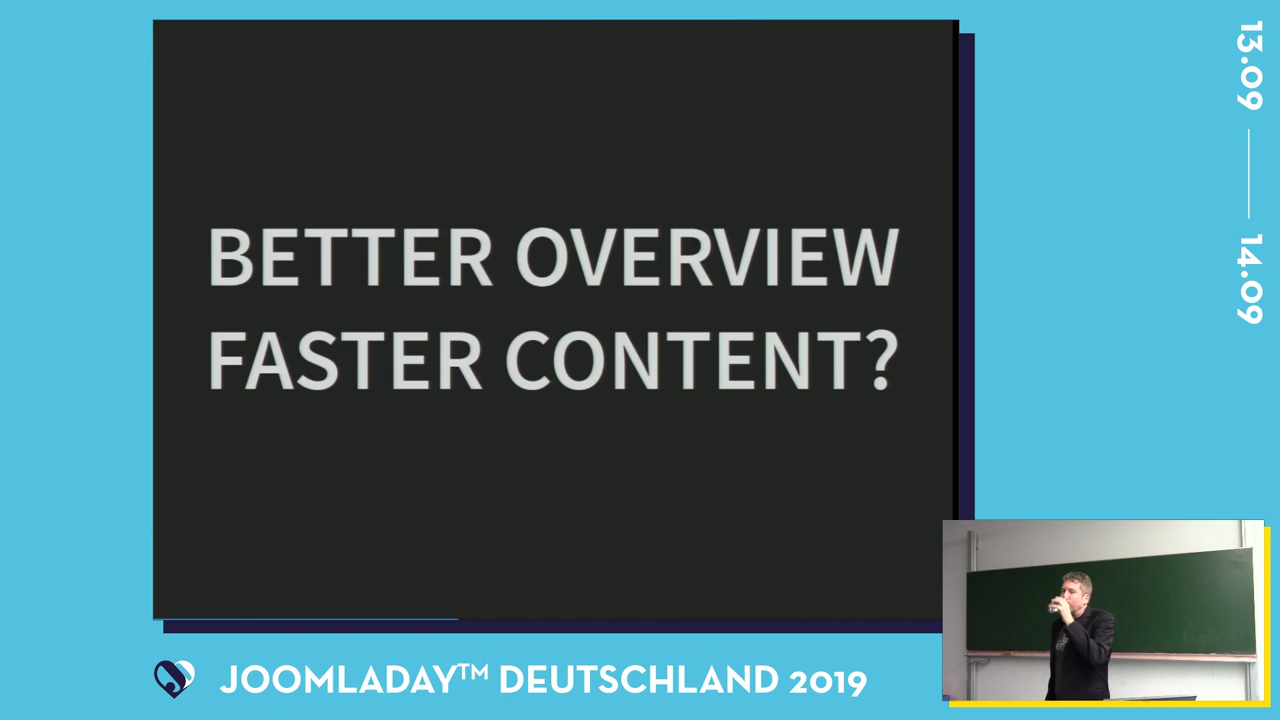 BETTER OVERVIEW
FASTER CONTENT?
13.09
14.09
JOOMLADAY™ DEUTSCHLAND 2019